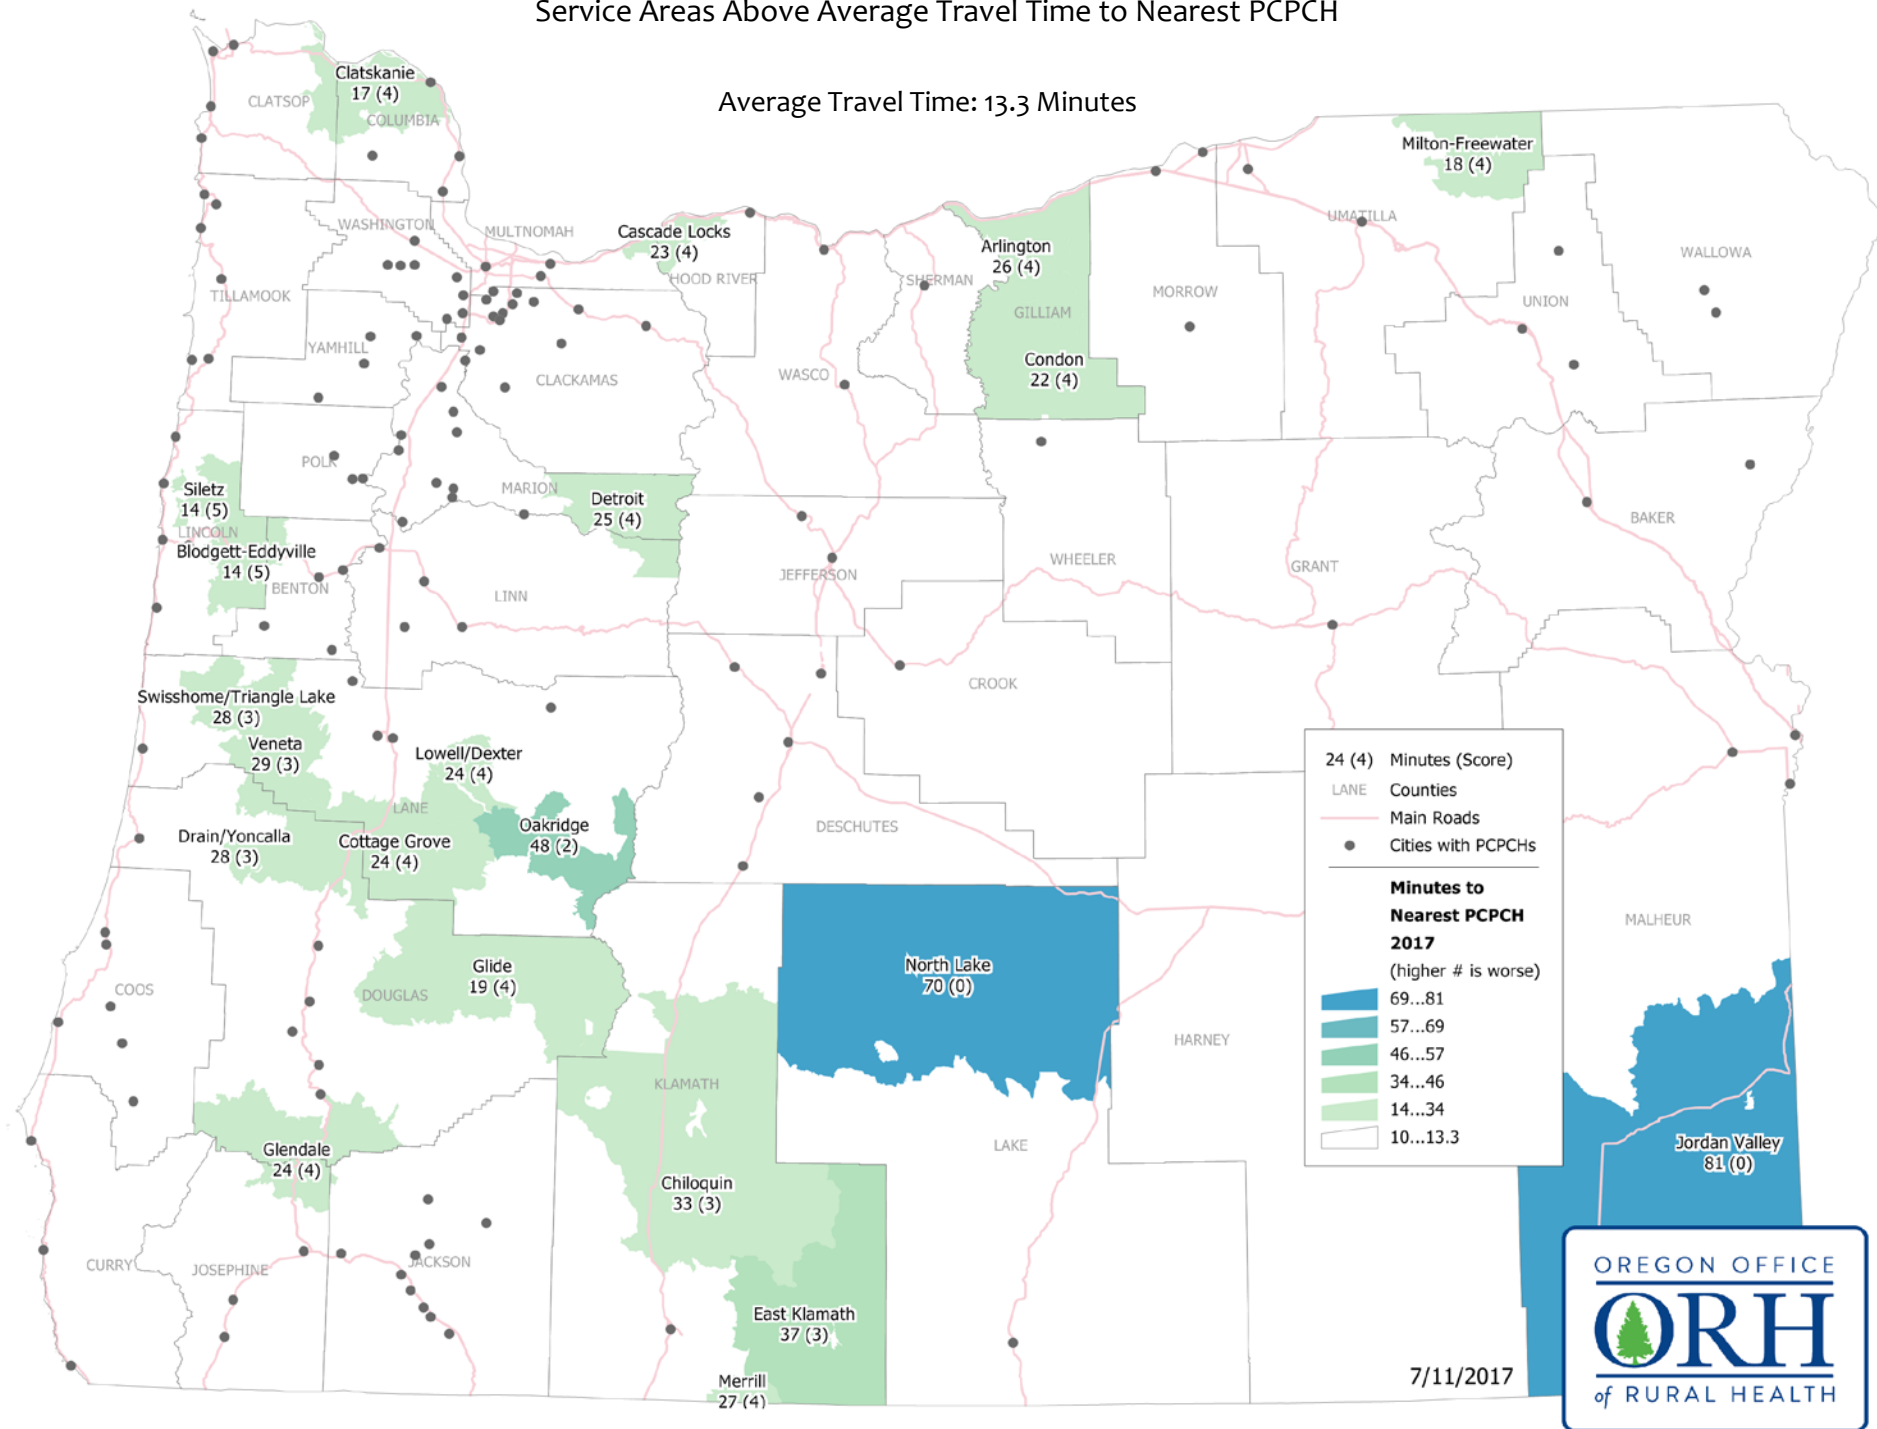 Service Areas Above Average Travel Time to Nearest PCPCH
Average Travel Time: 13.3 Minutes
Clatskanie
17 (4)
CLATSOP
COLUMBIA
Milton-Freewater
18 (4)
WASHINGTON
MULTNOMAH
Cascade Locks
23 (4)
HOOD RIVER
UMATILLA
WALLOWA
Arlington
26 (4)
SHERMAN
GILLIAM
MORROW
UNION
TILLAMOOK
YAMHILL
CLACKAMAS
WASCO
Condon
22 (4)
POLK
MARION
Siletz
14 (5)
LINCOLN
Detroit
25 (4)
BAKER
Blodgett-Eddyville
14 (5)
BENTON
LINN
JEFFERSON
WHEELER
GRANT
CROOK
Swisshome/Triangle Lake
28 (3)
Veneta
29 (3)
Lowell/Dexter
24 (4)
LANE
Drain/Yoncalla
28 (3)
Cottage Grove
24 (4)
Oakridge
48 (2)
DESCHUTES
24 (4) Minutes (Score)
LANE Counties
Main Roads
Cities with PCPCHs
Minutes to
Nearest PCPCH
2017
(higher # is worse)
69...81
57...69
46...57
34...46
14...34
10...13.3
MALHEUR
North Lake
70 (0)
Glide
19 (4)
DOUGLAS
COOS
HARNEY
KLAMATH
LAKE
Glendale
24 (4)
Jordan Valley
81 (0)
Chiloquin
33 (3)
CURRY
JOSEPHINE
JACKSON
East Klamath
37 (3)
Merrill
27 (4)
7/11/2017
OREGON OFFICE
ORH
of RURAL HEALTH